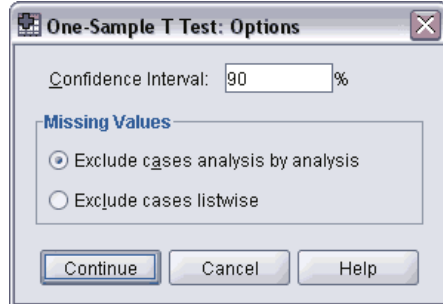 One-Sample T Test: Options
Confidence Interval: 90 %
Missing Values
Exclude cases analysis by analysis
Exclude cases listwise
Continue Cancel Help